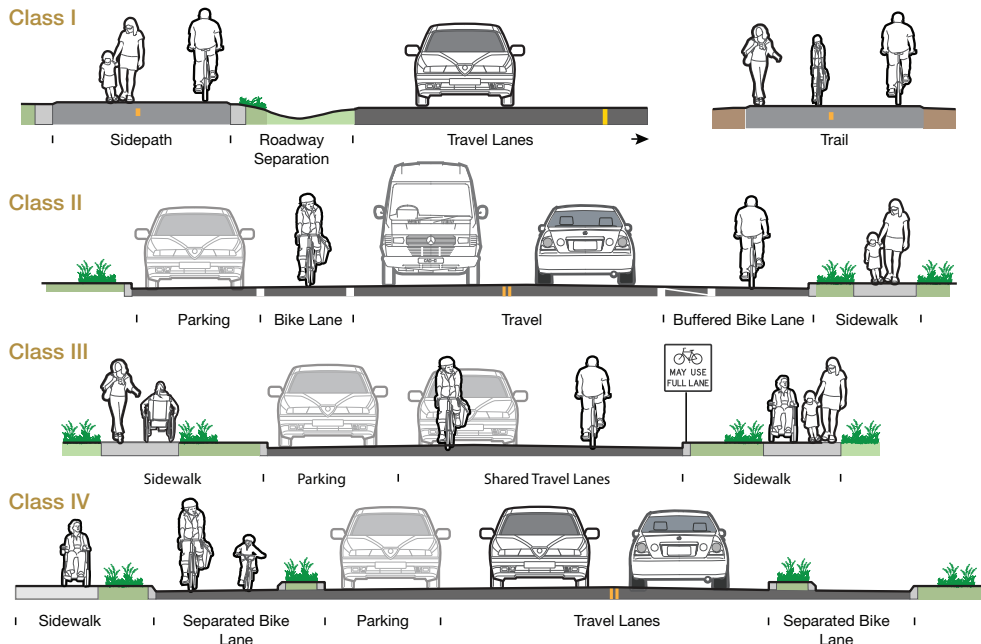 Class I
Sidepath
Roadway
Separation
Travel Lanes
Trail
Class II
Parking
Bike Lane
Travel
Buffered Bike Lane
Sidewalk
Class III
MAY USE
FULL LANE
Sidewalk
Parking
Shared Travel Lanes
Sidewalk
Class IV
Sidewalk
Separated Bike
Lane
Parking
Travel Lanes
Separated Bike
Lane